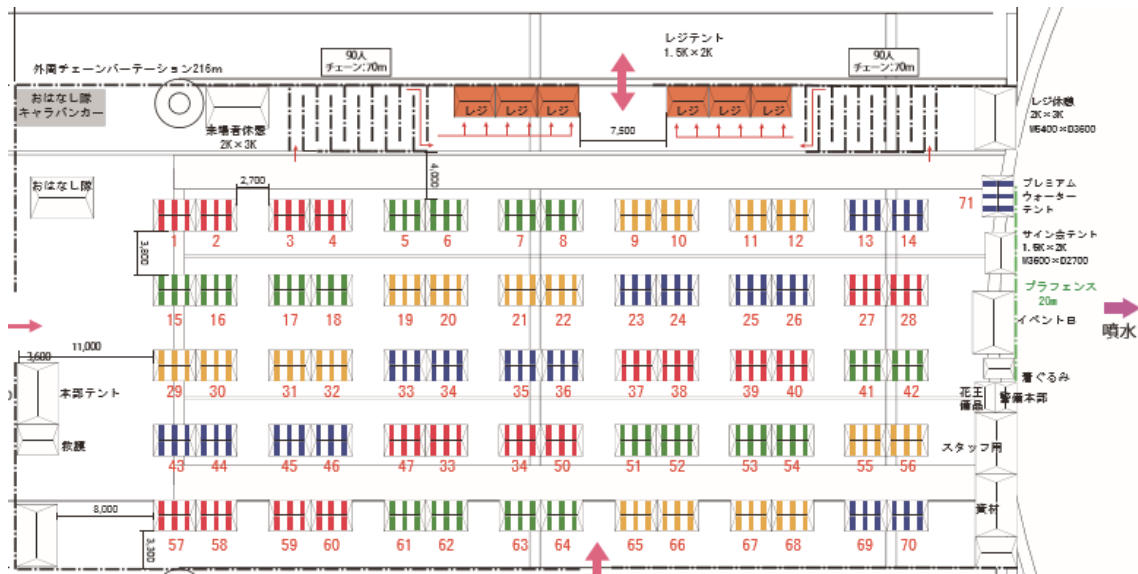 レジテント
1.5K×2K
90人
チェーン:70m
90人
チェーン:70m
外周チェーンパーテーション216m
おはなし隊
キャラバンカー
来場者休憩
2K×3K
レジ
レジ
レジ
レジ
レジ
レジ
7,500
レジ休憩
2K×3K
W5400×D3600
4,000
おはなし隊
2,700
プレミアム
ウォーター
テント
71
1 2 3 4 5 6 7 8 9 10 11 12 13 14
3,800
サイン会テント
1.5K×2K
W3600×D2700
プラフェンス
20m
15 16 17 18 19 20 21 22 23 24 25 26 27 28
イベント日
噴水
11,000
3,600
本部テント
29 30 31 32 33 34 35 36 37 38 39 40 41 42
着ぐるみ
花王
備品
警備本部
救護
スタッフ用
43 44 45 46 47 33 34 50 51 52 53 54 55 56
8,000
資材
3,300
57 58 59 60 61 62 63 64 65 66 67 68 69 70